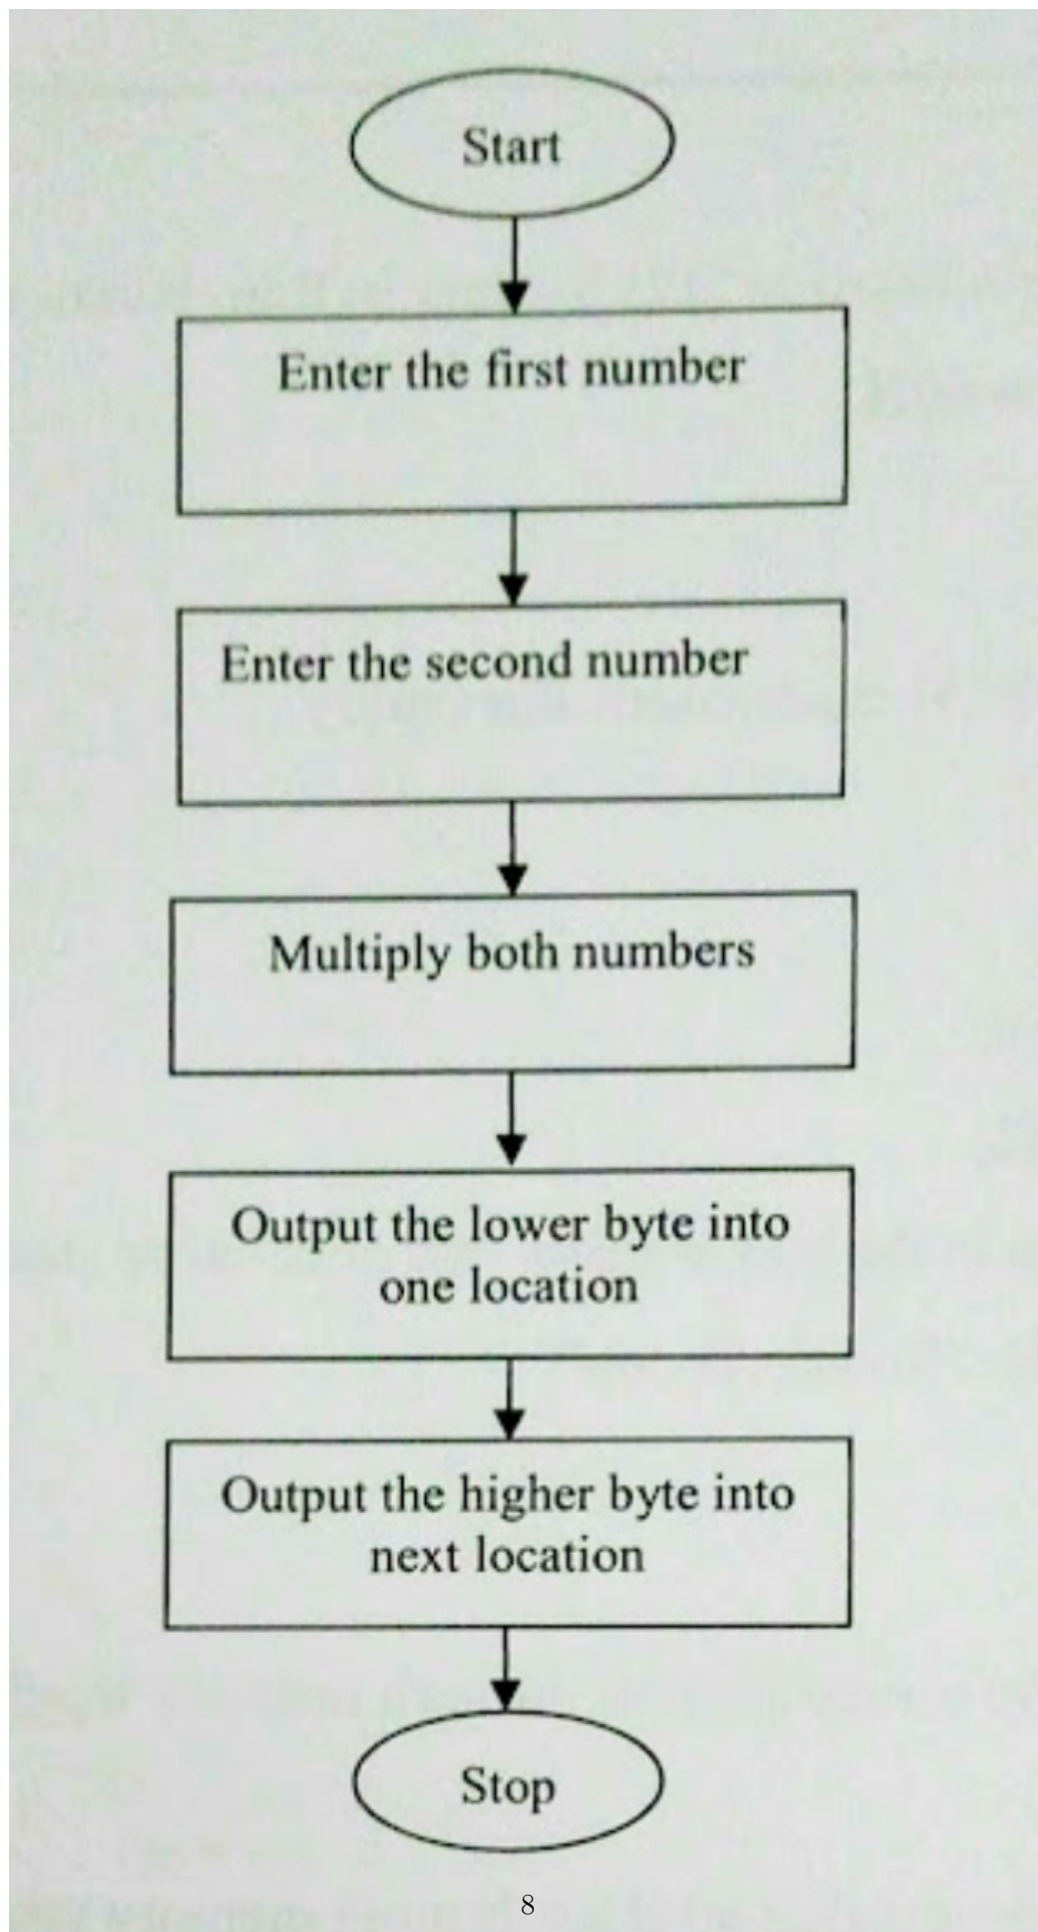 Start
Enter the first number
Enter the second number
Multiply both numbers
Output the lower byte into
one location
Output the higher byte into
next location
Stop
8